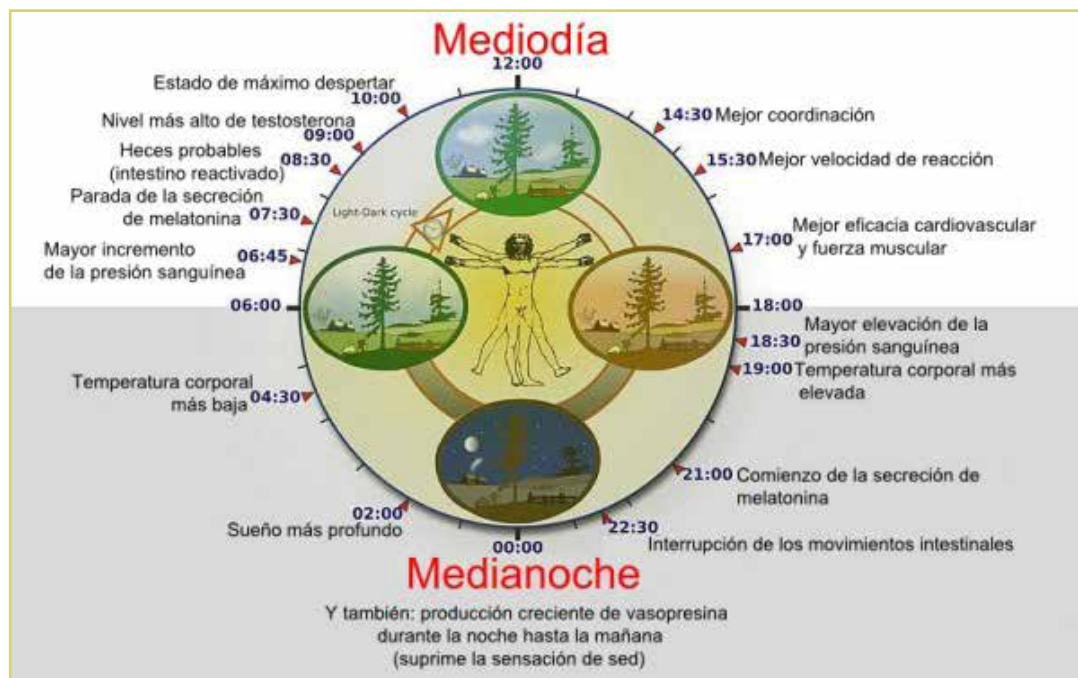 Mediodía
12:00
Estado de máximo despertar
10:00
Nivel más alto de testosterona
09:00
Heces probables
(intestino reactivado)
08:30
Parada de la secreción
de melatonina
07:30
Mayor incremento
de la presión sanguínea
06:45
06:00
Temperatura corporal
más baja
04:30
02:00
Sueño más profundo
00:00
Light-Dark cycle
14:30 Mejor coordinación
15:30 Mejor velocidad de reacción
17:00
Mejor eficacia cardiovascular
y fuerza muscular
18:00
18:30
Mayor elevación de la
presión sanguínea
19:00
Temperatura corporal más
elevada
21:00
Comienzo de la secreción de
melatonina
22:30
Interrupción de los movimientos intestinales
Medianoche
Y también: producción creciente de vasopresina
durante la noche hasta la mañana
(suprime la sensación de sed)